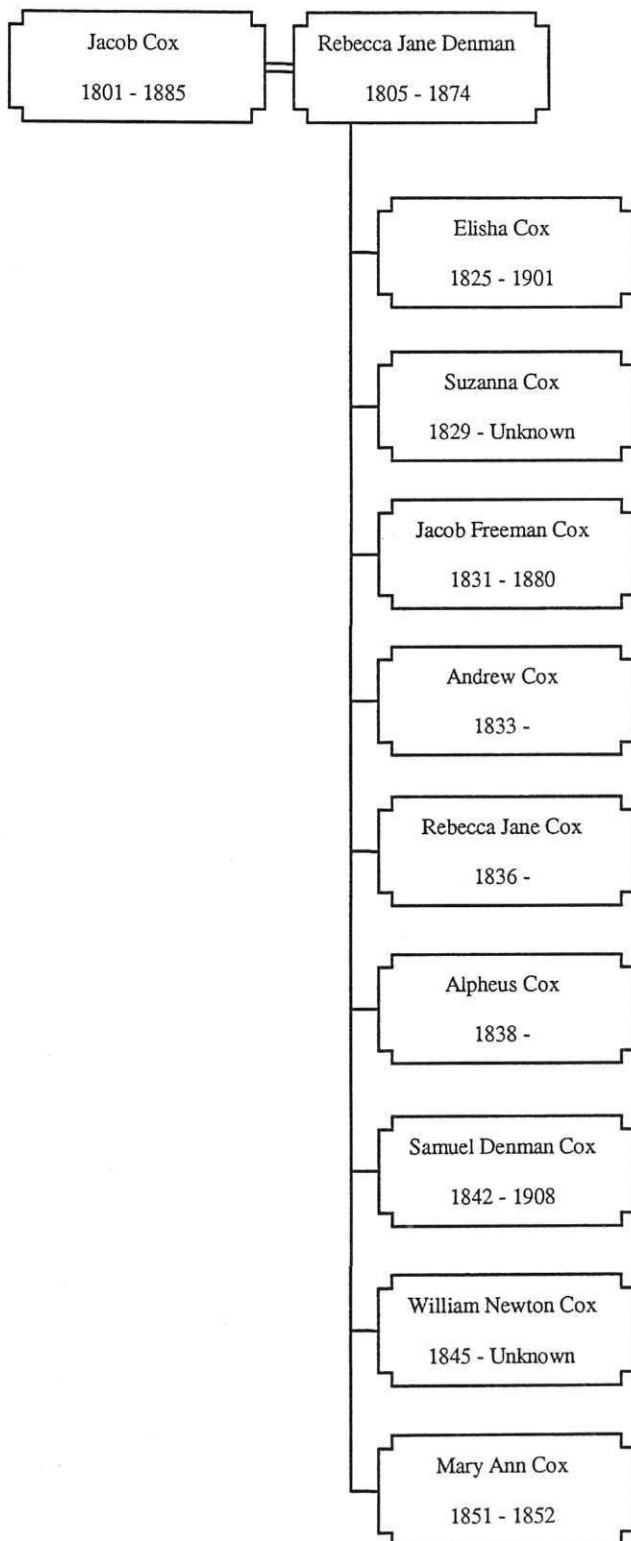 Jacob Cox
1801 - 1885
Rebecca Jane Denman
1805 - 1874
Elisha Cox
1825 - 1901
Suzanna Cox
1829 - Unknown
Jacob Freeman Cox
1831 - 1880
Andrew Cox
1833 -
Rebecca Jane Cox
1836 -
Alpheus Cox
1838 -
Samuel Denman Cox
1842 - 1908
William Newton Cox
1845 - Unknown
Mary Ann Cox
1851 - 1852